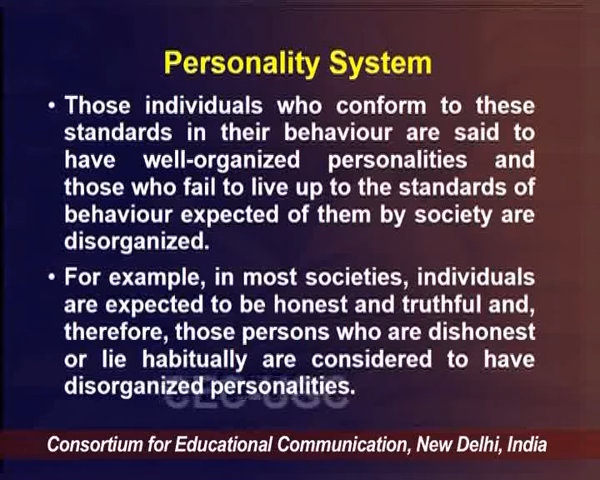 Personality System
• Those individuals who conform to these
standards in their behaviour are said to
have well-organized personalities and
those who fail to live up to the standards of
behaviour expected of them by society are
disorganized.
• For example, in most societies, individuals
are expected to be honest and truthful and,
therefore, those persons who are dishonest
or lie habitually are considered to have
disorganized personalities.
CEC-UGC
Consortium for Educational Communication, New Delhi, India